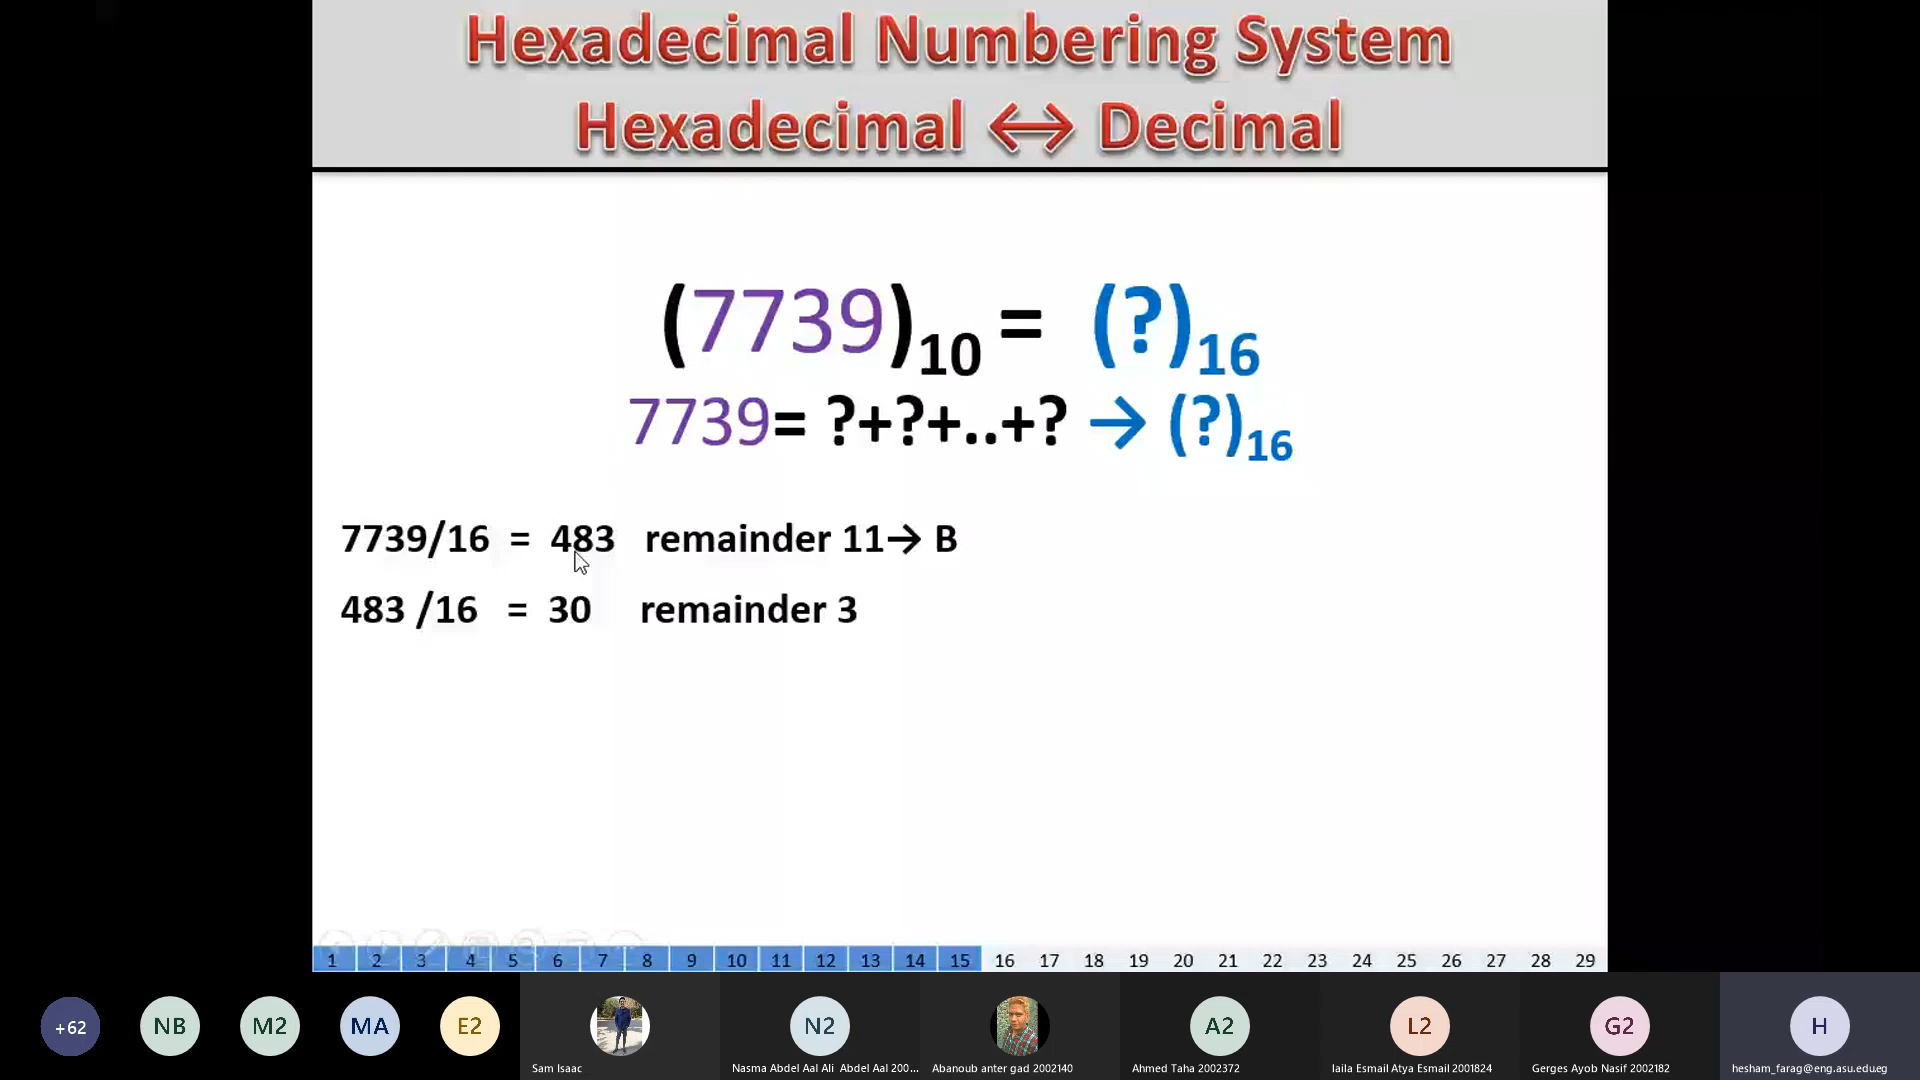 Hexadecimal Numbering System
Hexadecimal ↔ Decimal
(7739)10 = (?)16
7739= ?+?+..+? → (?)16
7739/16 = 483 remainder 11→ B
483 /16 = 30 remainder 3
1 2 3 4 5 6 7 8 9 10 11 12 13 14 15 16 17 18 19 20 21 22 23 24 25 26 27 28 29
+62 NB M2 MA E2 N2 A2 L2 G2 H
Sam Isaac Nasma Abdel Aal Ali Abdel Aal 200... Abanoub anter gad 2002140 Ahmed Taha 2002372 laila Esmail Atya Esmail 2001824 Gerges Ayob Nasif 2002182 hesham_farag@eng.asu.edu.eg